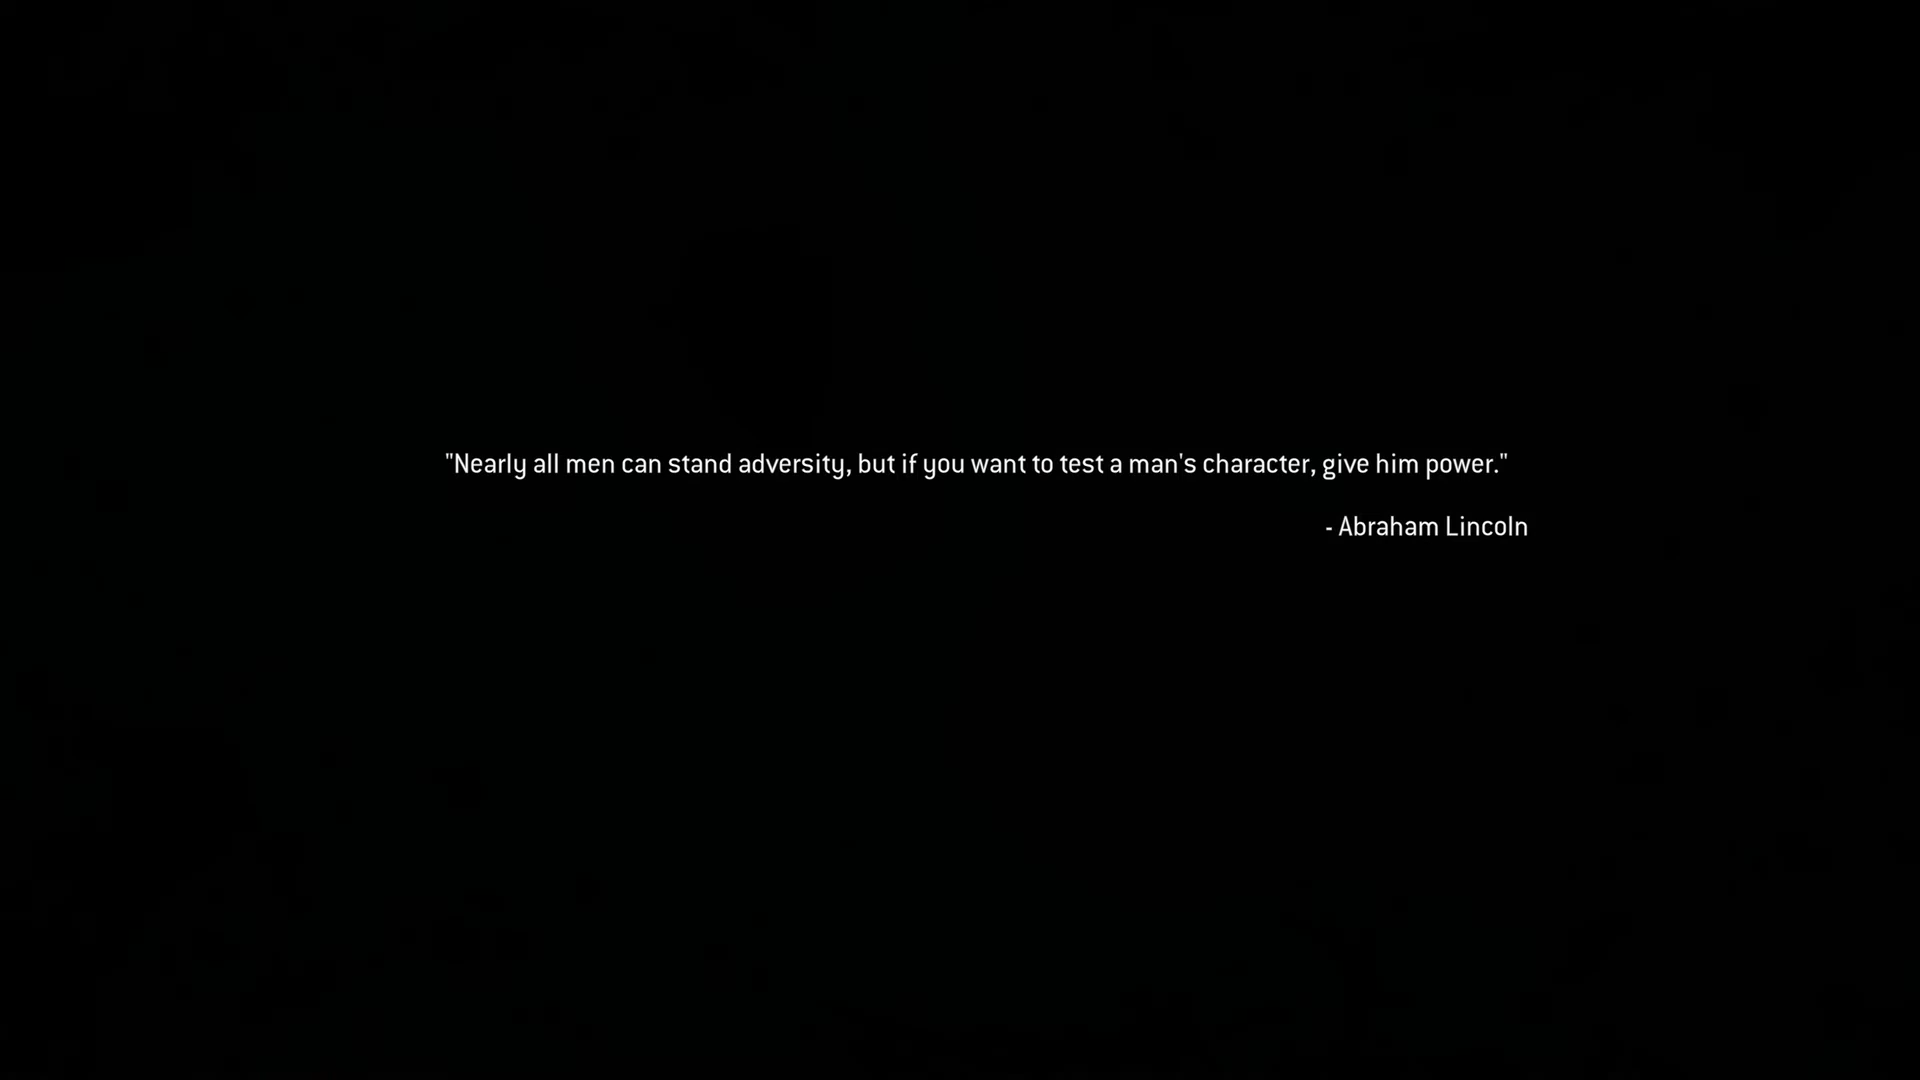 "Nearly all men can stand adversity, but if you want to test a man's character, give him power."
- Abraham Lincoln